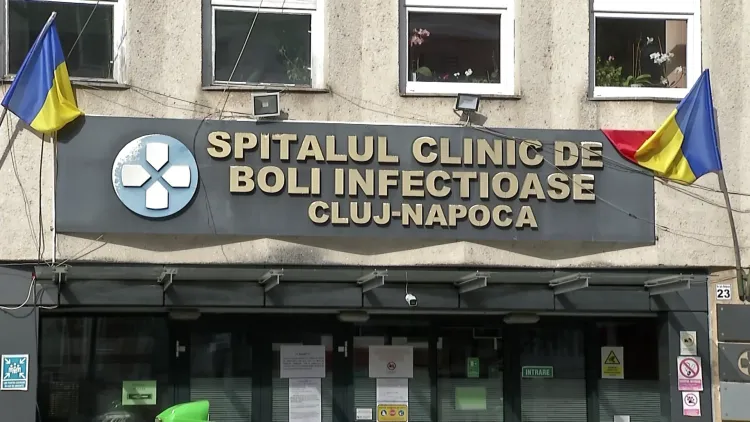 SPITALUL CLINIC DE
BOLI INFECTIOASE
CLUJ-NAPOCA
23
INTRARE